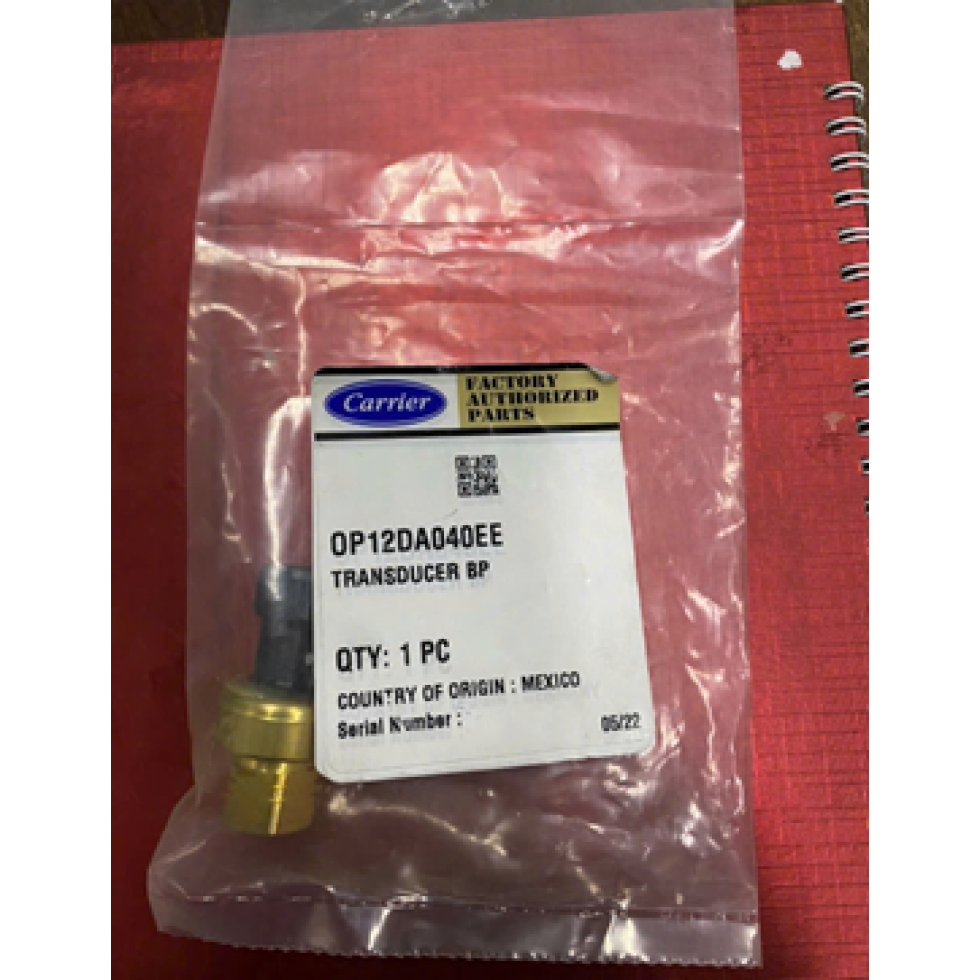 Carrier
FACTORY
AUTHORIZED
PARTS
OP12DA040EE
TRANSDUCER BP
QTY: 1 PC
COUNTRY OF ORIGIN : MEXICO
Serial Number :
05/22